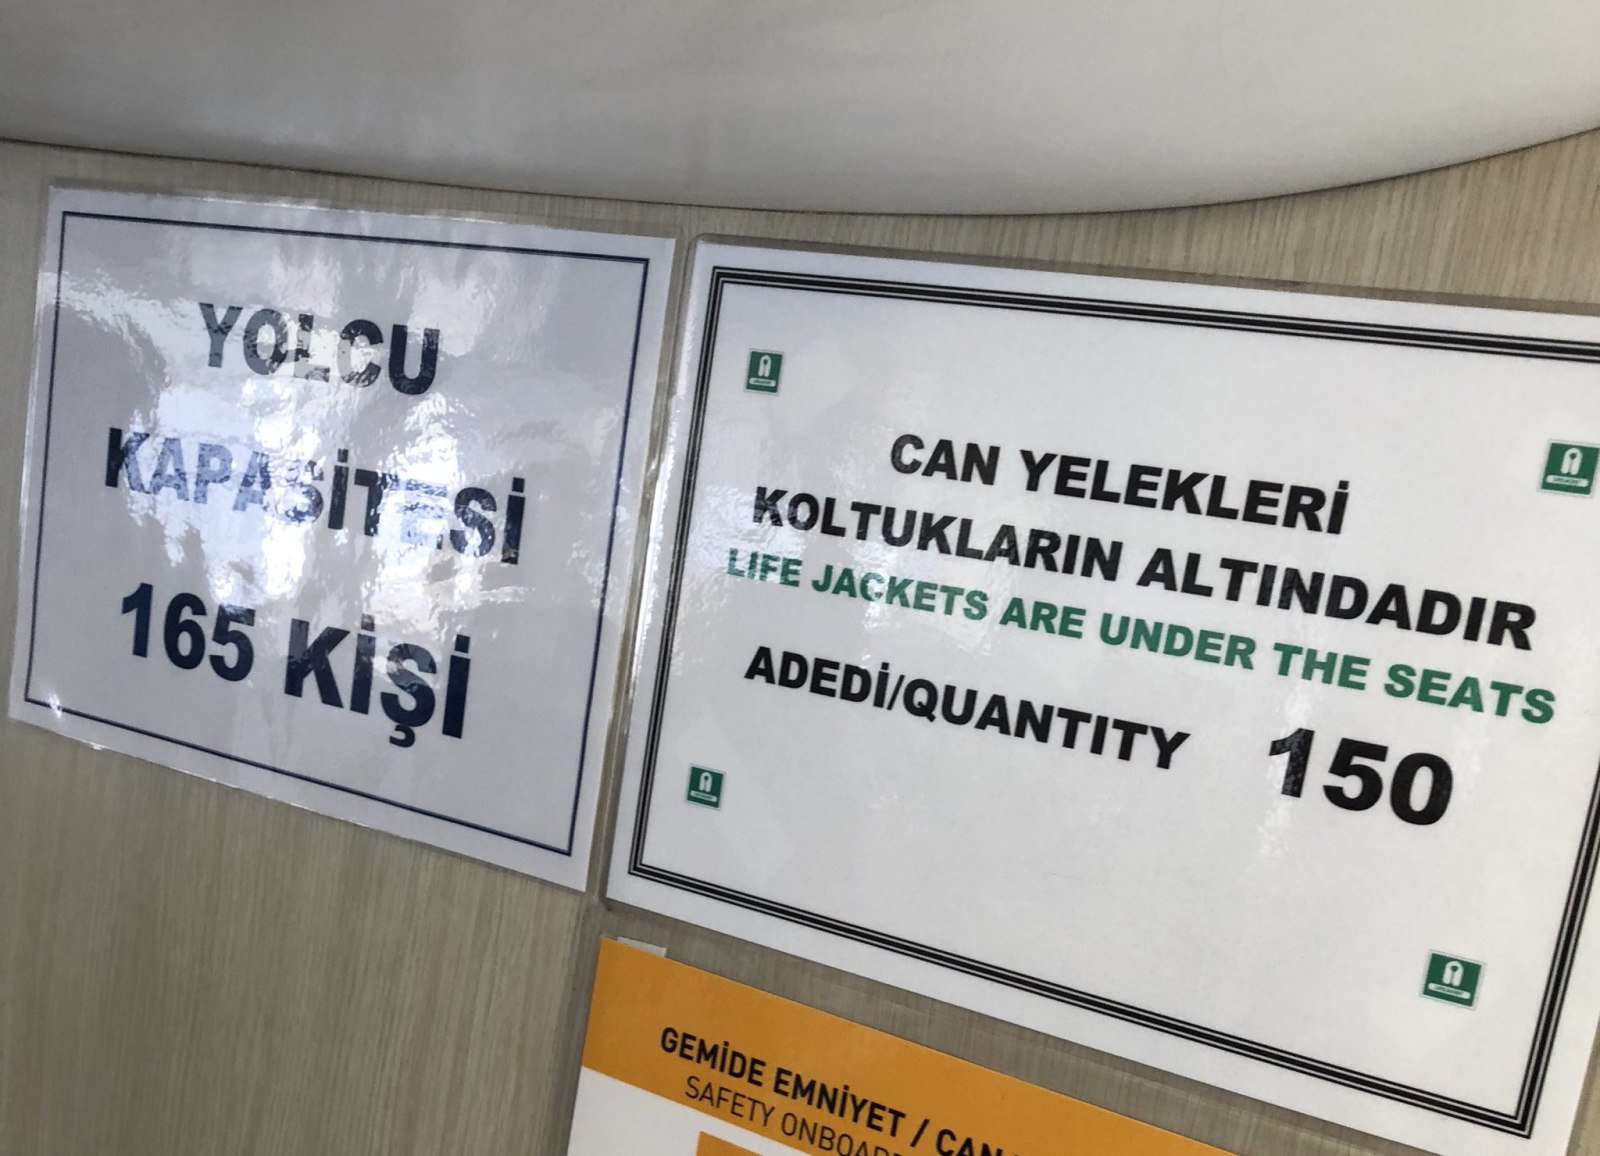 YOLCU
KAPASİTESİ
165 KİŞİ
CAN YELEKLERİ
KOLTUKLARIN ALTINDADIR
LIFE JACKETS ARE UNDER THE SEATS
ADEDİ/QUANTITY 150
GEMİDE EMNİYET / CAN
SAFETY ONBOARD